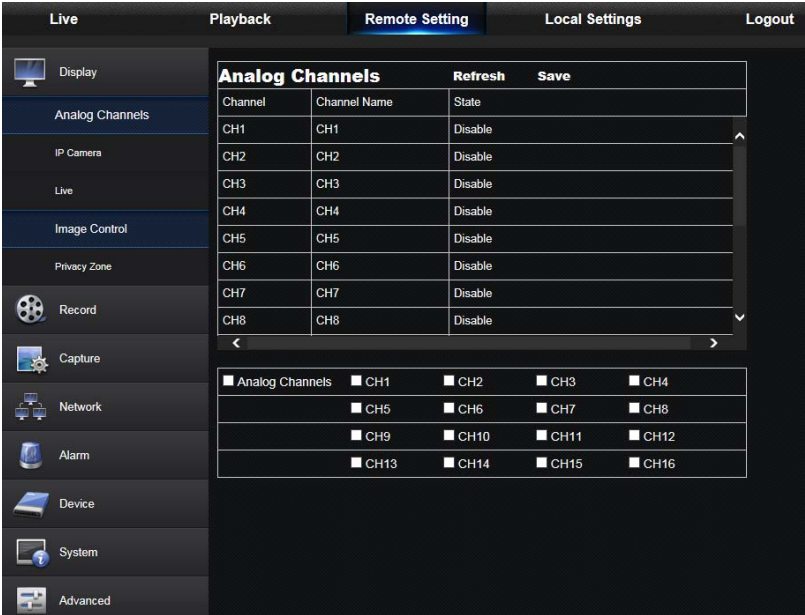 Live Playback Remote Setting Local Settings Logout
Display
Analog Channels
IP Camera
Live
Image Control
Privacy Zone
Record
Capture
Network
Alarm
Device
System
Advanced
Analog Channels Refresh Save
Channel Channel Name State
CH1 CH1 Disable
CH2 CH2 Disable
CH3 CH3 Disable
CH4 CH4 Disable
CH5 CH5 Disable
CH6 CH6 Disable
CH7 CH7 Disable
CH8 CH8 Disable
Analog Channels CH1 CH2 CH3 CH4
CH5 CH6 CH7 CH8
CH9 CH10 CH11 CH12
CH13 CH14 CH15 CH16